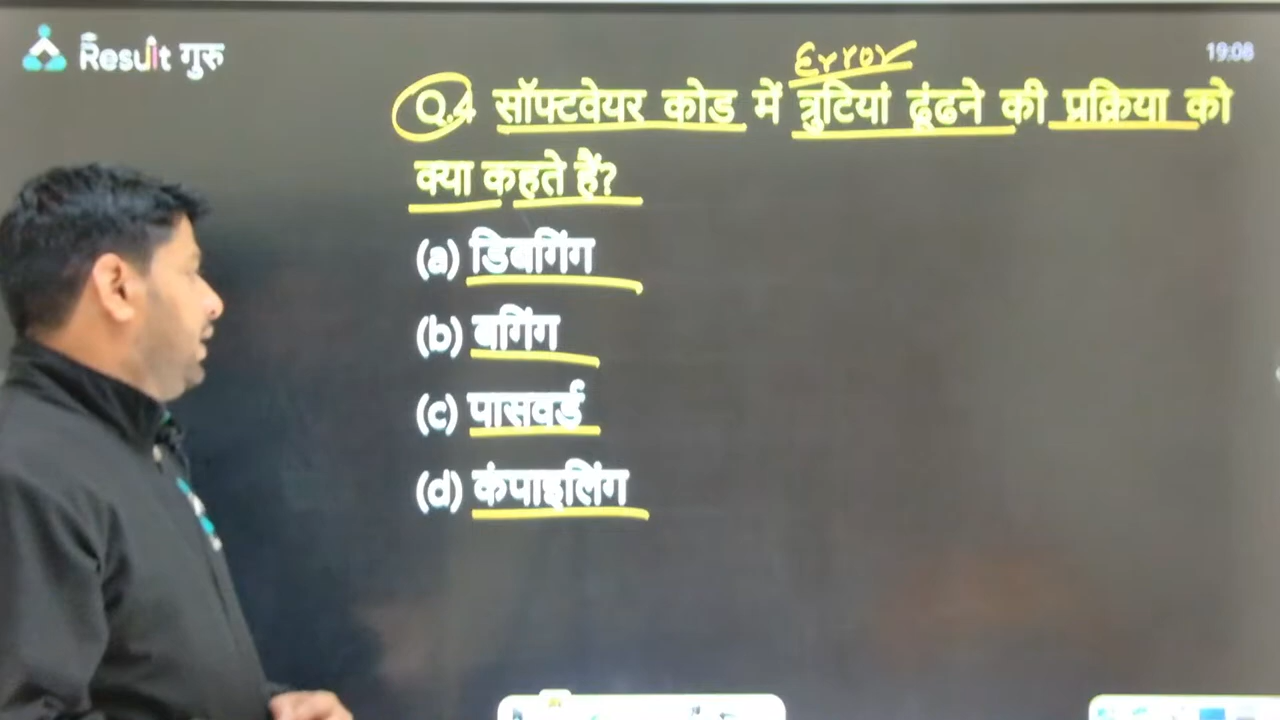 Result गुरु
19:08
Error
Q.4 सॉफ्टवेयर कोड में त्रुटियां ढूंढने की प्रक्रिया को
क्या कहते हैं?
(a) डिबगिंग
(b) बगिंग
(c) पासवर्ड
(d) कंपाइलिंग